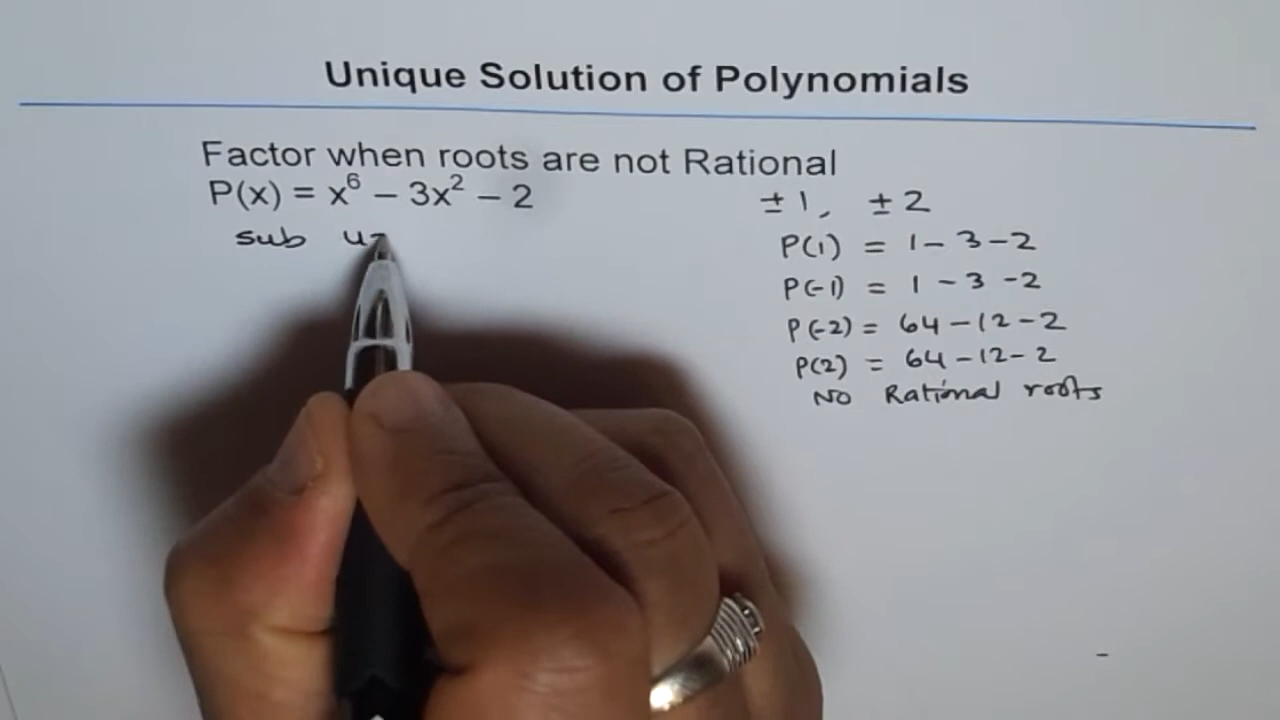 Unique Solution of Polynomials
Factor when roots are not Rational
P(x) = x⁶ – 3x² – 2
sub u=
±1, ±2
P(1) = 1 – 3 – 2
P(-1) = 1 – 3 – 2
P(-2) = 64 – 12 – 2
P(2) = 64 – 12 – 2
No Rational roots